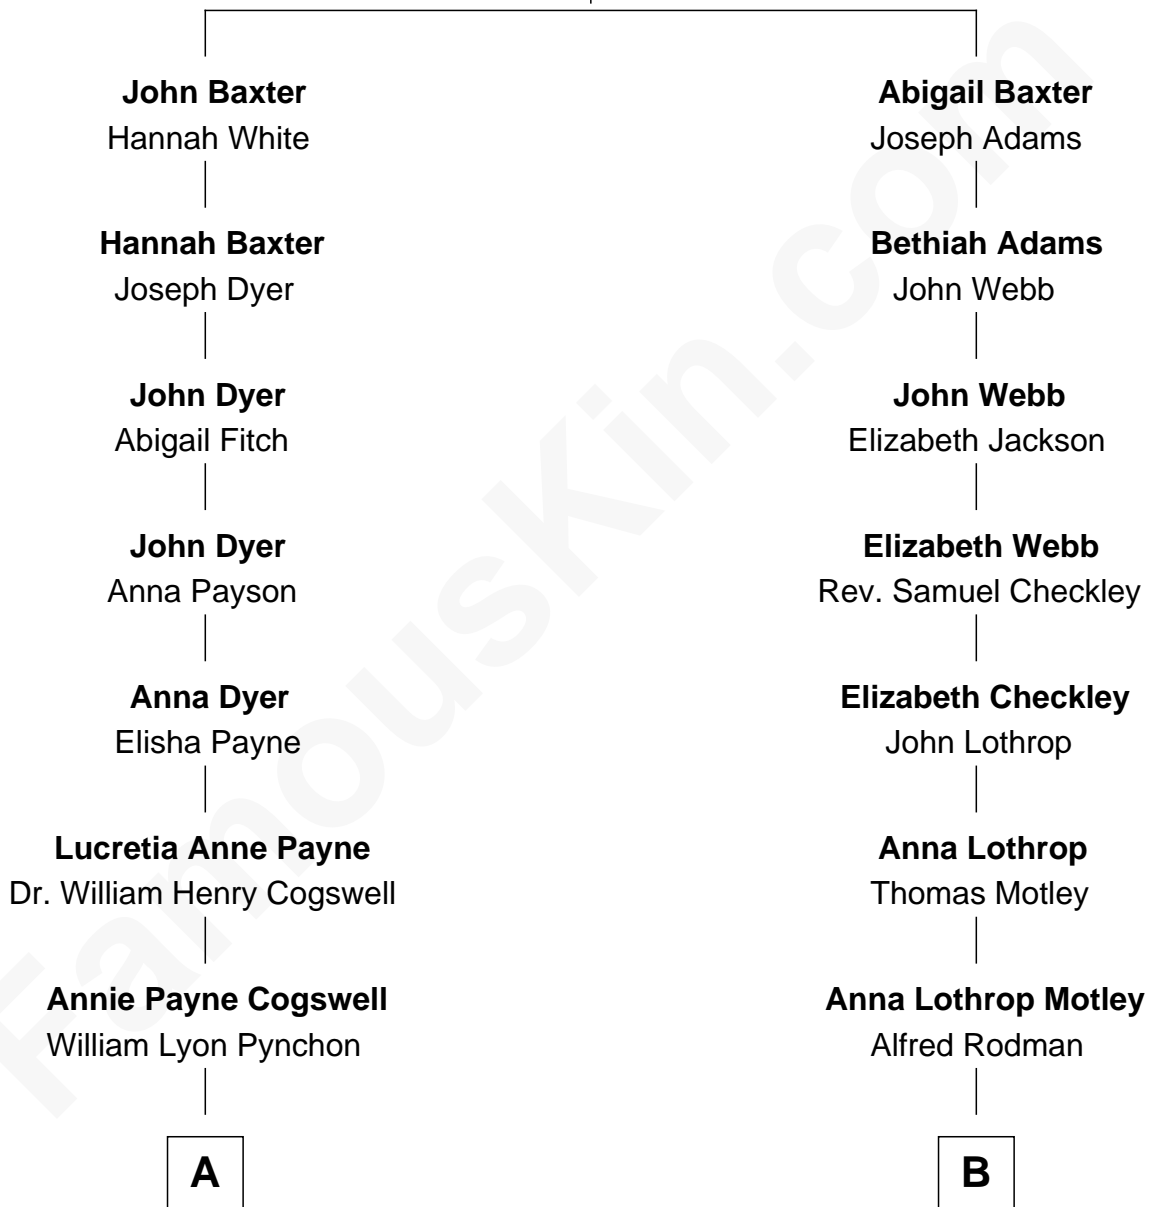 John Baxter
Hannah White
Hannah Baxter
Joseph Dyer
John Dyer
Abigail Fitch
John Dyer
Anna Payson
Anna Dyer
Elisha Payne
Lucretia Anne Payne
Dr. William Henry Cogswell
Annie Payne Cogswell
William Lyon Pynchon
A
Abigail Baxter
Joseph Adams
Bethiah Adams
John Webb
John Webb
Elizabeth Jackson
Elizabeth Webb
Rev. Samuel Checkley
Elizabeth Checkley
John Lothrop
Anna Lothrop
Thomas Motley
Anna Lothrop Motley
Alfred Rodman
B
FamousKin.com